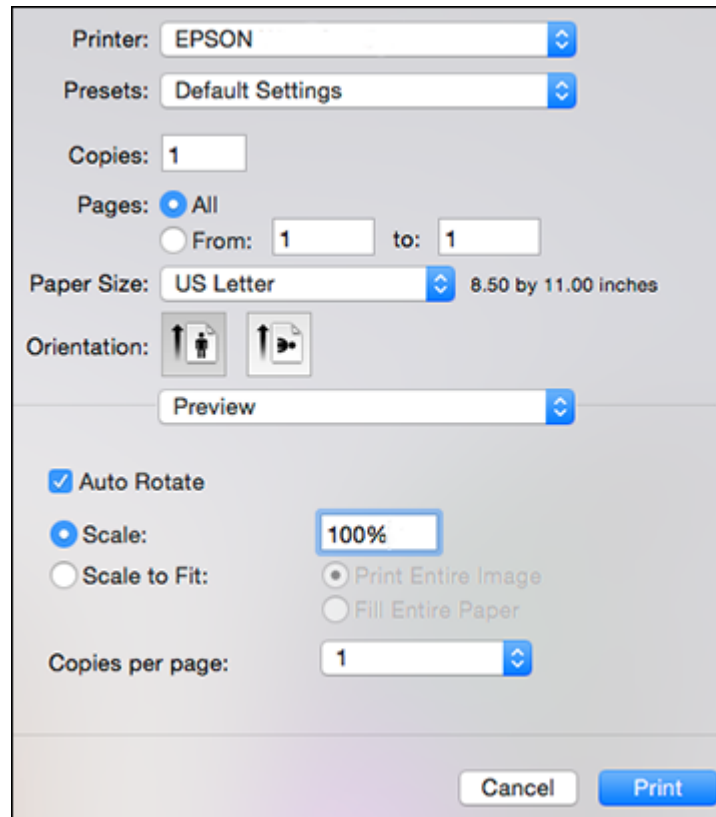 Printer: EPSON
Presets: Default Settings
Copies: 1
Pages: All
From: 1 to: 1
Paper Size: US Letter 8.50 by 11.00 inches
Orientation:
Preview
Auto Rotate
Scale: 100%
Scale to Fit: Print Entire Image
Fill Entire Paper
Copies per page: 1
Cancel Print